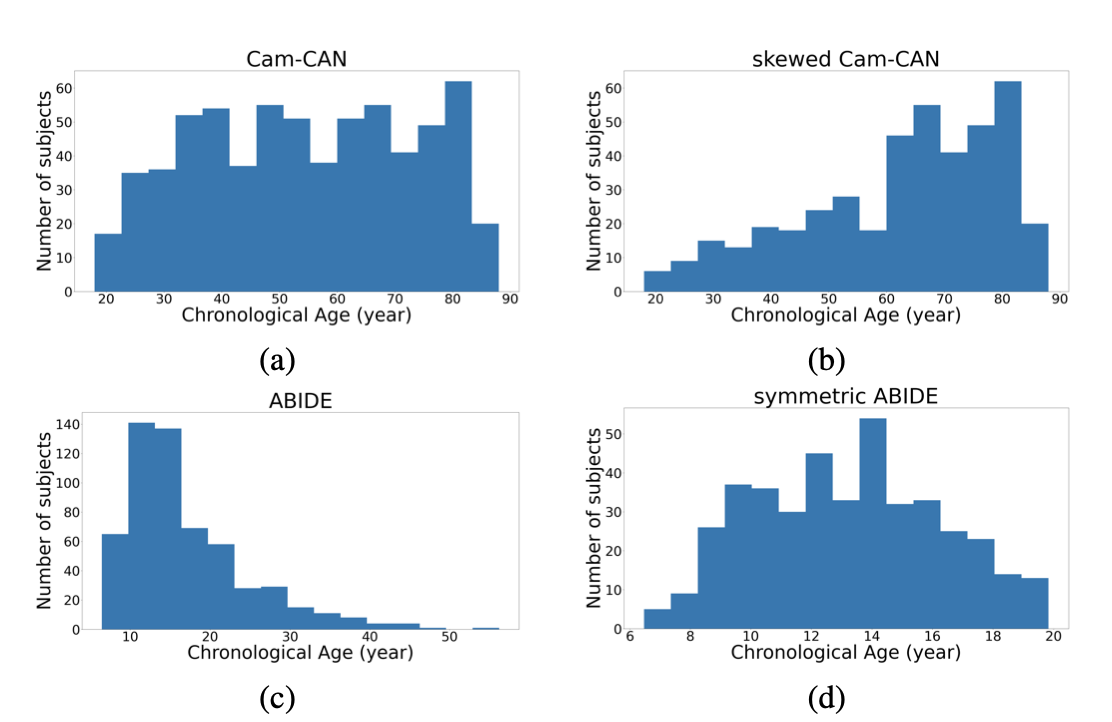 Cam-CAN
Number of subjects
60
50
40
30
20
10
0
20 30 40 50 60 70 80 90
Chronological Age (year)
(a)
skewed Cam-CAN
Number of subjects
60
50
40
30
20
10
0
20 30 40 50 60 70 80 90
Chronological Age (year)
(b)
ABIDE
Number of subjects
140
120
100
80
60
40
20
0
10 20 30 40 50
Chronological Age (year)
(c)
symmetric ABIDE
Number of subjects
50
40
30
20
10
0
6 8 10 12 14 16 18 20
Chronological Age (year)
(d)